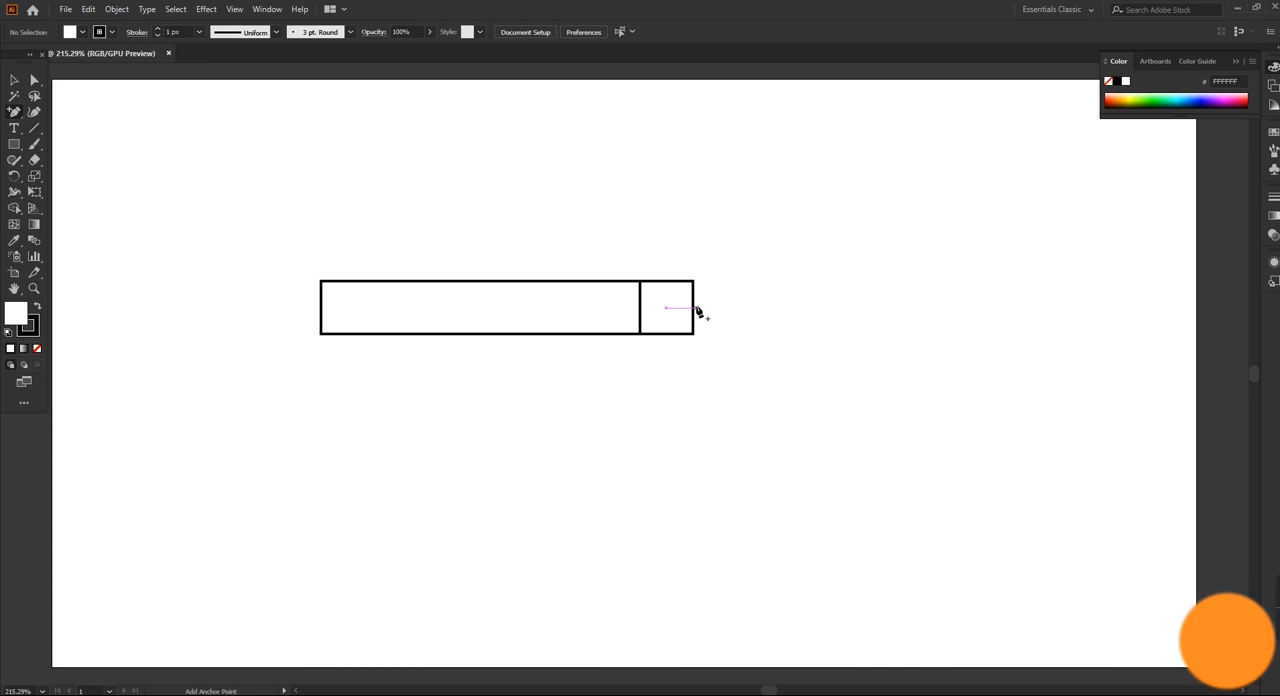 Ai File Edit Object Type Select Effect View Window Help Essentials Classic Search Adobe Stock
No Selection Stroke: 1 px Uniform 3 pt. Round Opacity: 100% Style: Document Setup Preferences
@ 215.29% (RGB/GPU Preview) ×
Color Artboards Color Guide
# FFFFFF
215.29% 1 Add Anchor Point